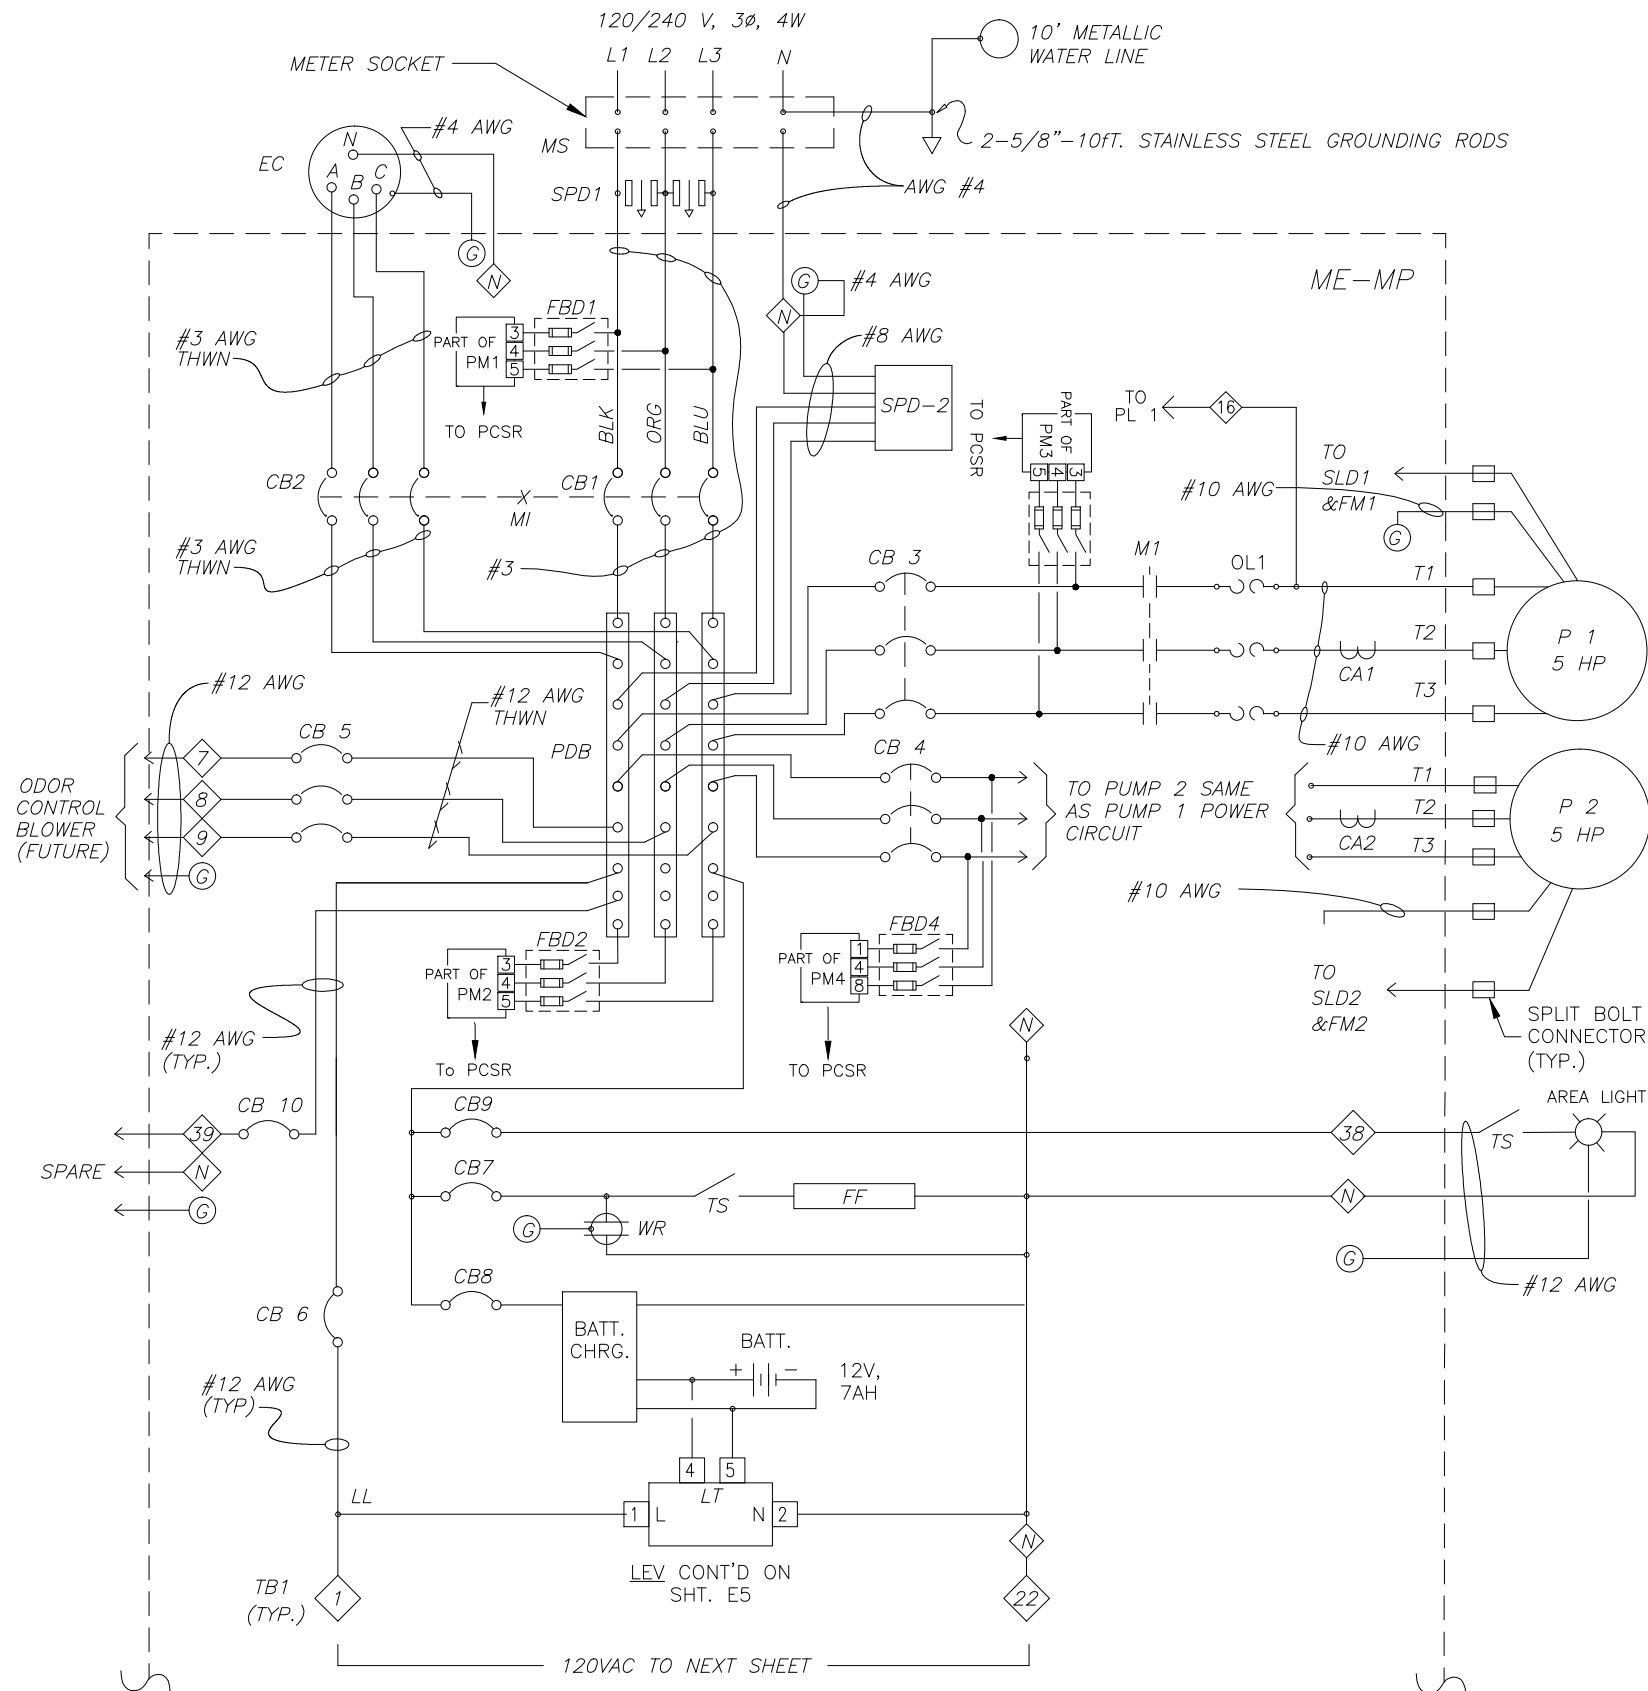 120/240 V, 3ø, 4W
L1 L2 L3 N
10' METALLIC
WATER LINE
METER SOCKET
MS
2-5/8"-10fT. STAINLESS STEEL GROUNDING RODS
#4 AWG
EC
N
A
B
C
G
N
SPD1
AWG #4
ME-MP
G
#4 AWG
N
FBD1
PART OF
PM1
3
4
5
TO PCSR
#3 AWG
THWN
#8 AWG
SPD-2
BLK
ORG
BLU
TO PCSR
PART OF
PM3
5 4 3
TO
PL 1
16
TO
SLD1
&FM1
#10 AWG
G
CB2
X
MI
CB1
#3 AWG
THWN
#3
CB 3
M1
OL1
T1
T2
T3
CA1
P 1
5 HP
#10 AWG
#12 AWG
#12 AWG
THWN
CB 5
PDB
7
8
9
G
ODOR
CONTROL
BLOWER
(FUTURE)
CB 4
TO PUMP 2 SAME
AS PUMP 1 POWER
CIRCUIT
T1
T2
T3
CA2
P 2
5 HP
#10 AWG
FBD2
PART OF
PM2
3
4
5
To PCSR
FBD4
PART OF
PM4
1
4
8
TO PCSR
TO
SLD2
&FM2
SPLIT BOLT
CONNECTOR
(TYP.)
#12 AWG
(TYP.)
N
CB 10
39
SPARE
N
G
CB9
38
TS
AREA LIGHT
CB7
TS
FF
N
G
WR
G
#12 AWG
CB8
CB 6
BATT.
CHRG.
BATT.
+ -
12V,
7AH
#12 AWG
(TYP)
4 5
LT
LL
1 L
N 2
N
LEV CONT'D ON
SHT. E5
TB1
(TYP.)
1
22
120VAC TO NEXT SHEET